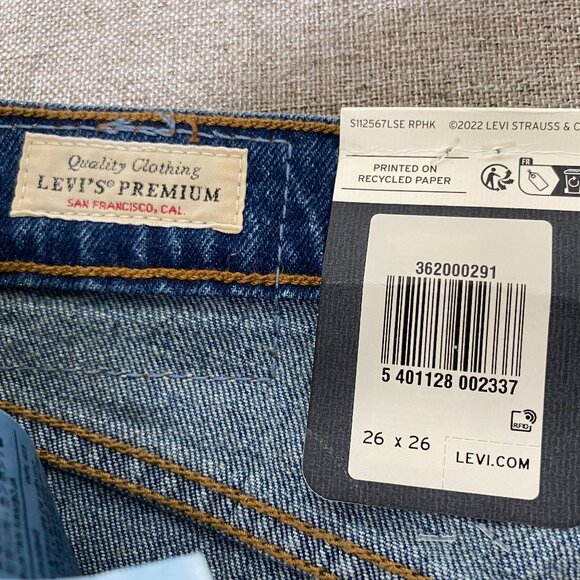 Quality Clothing
LEVI'S® PREMIUM
SAN FRANCISCO, CAL.
S112567LSE RPHK ©2022 LEVI STRAUSS & C
PRINTED ON
RECYCLED PAPER
FR
362000291
5 401128 002337
RFID
26 x 26
LEVI.COM